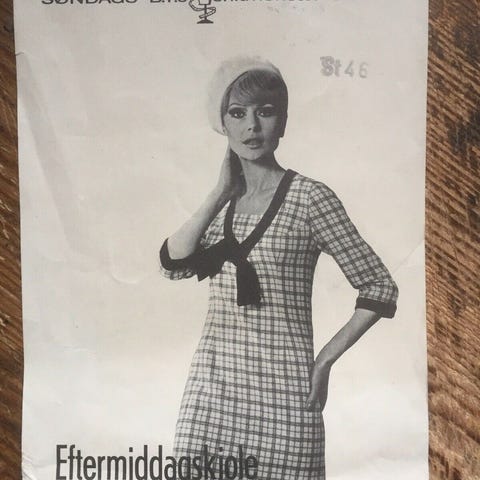 SØNDAGS B.T.s
St 46
Eftermiddagskjole